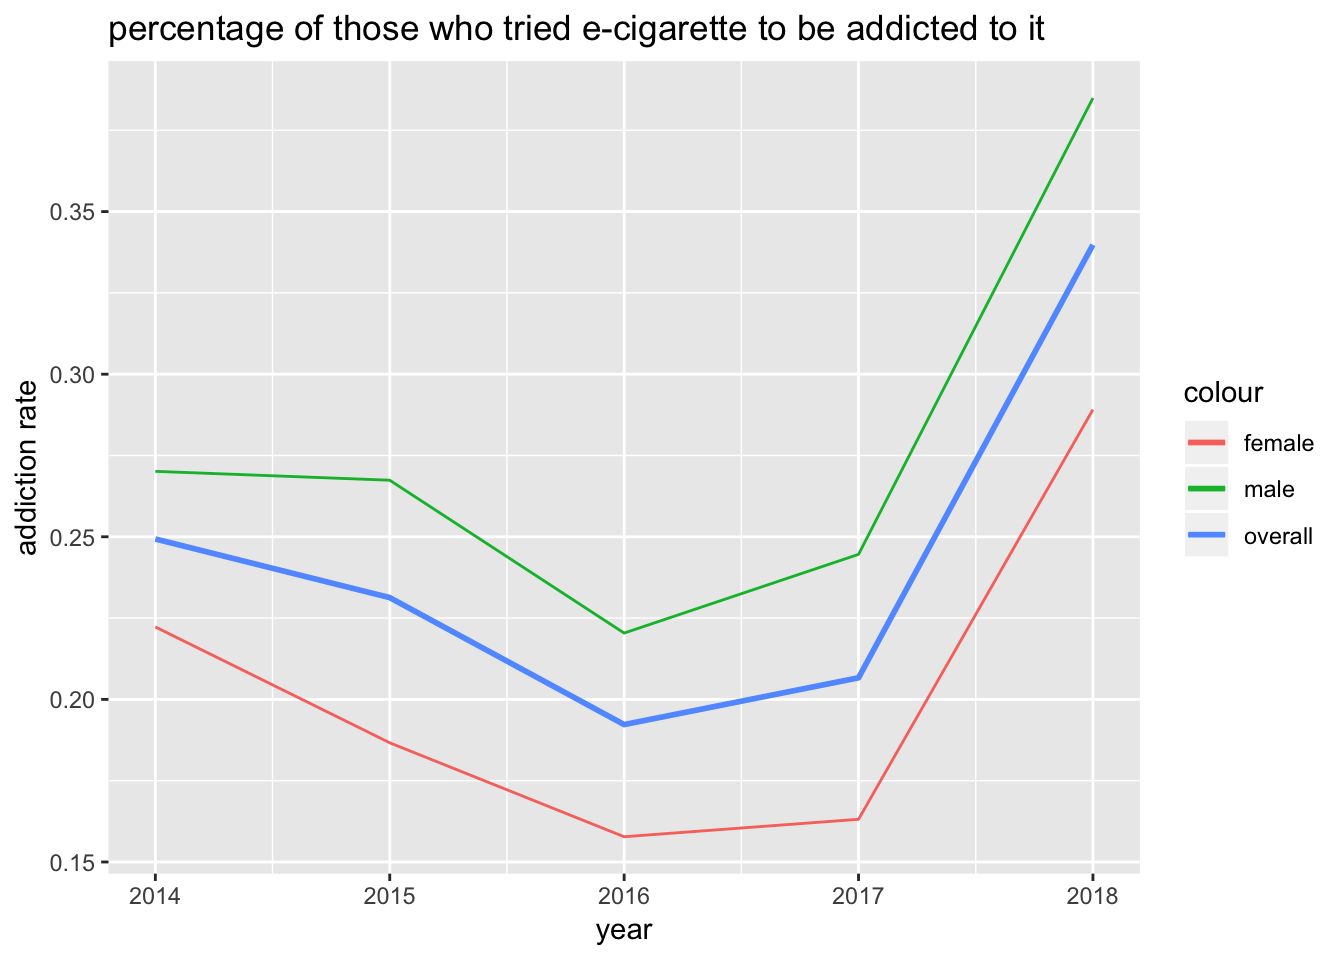 percentage of those who tried e-cigarette to be addicted to it
addiction rate
0.35
0.30
0.25
0.20
0.15
2014 2015 2016 2017 2018
year
colour
female
male
overall